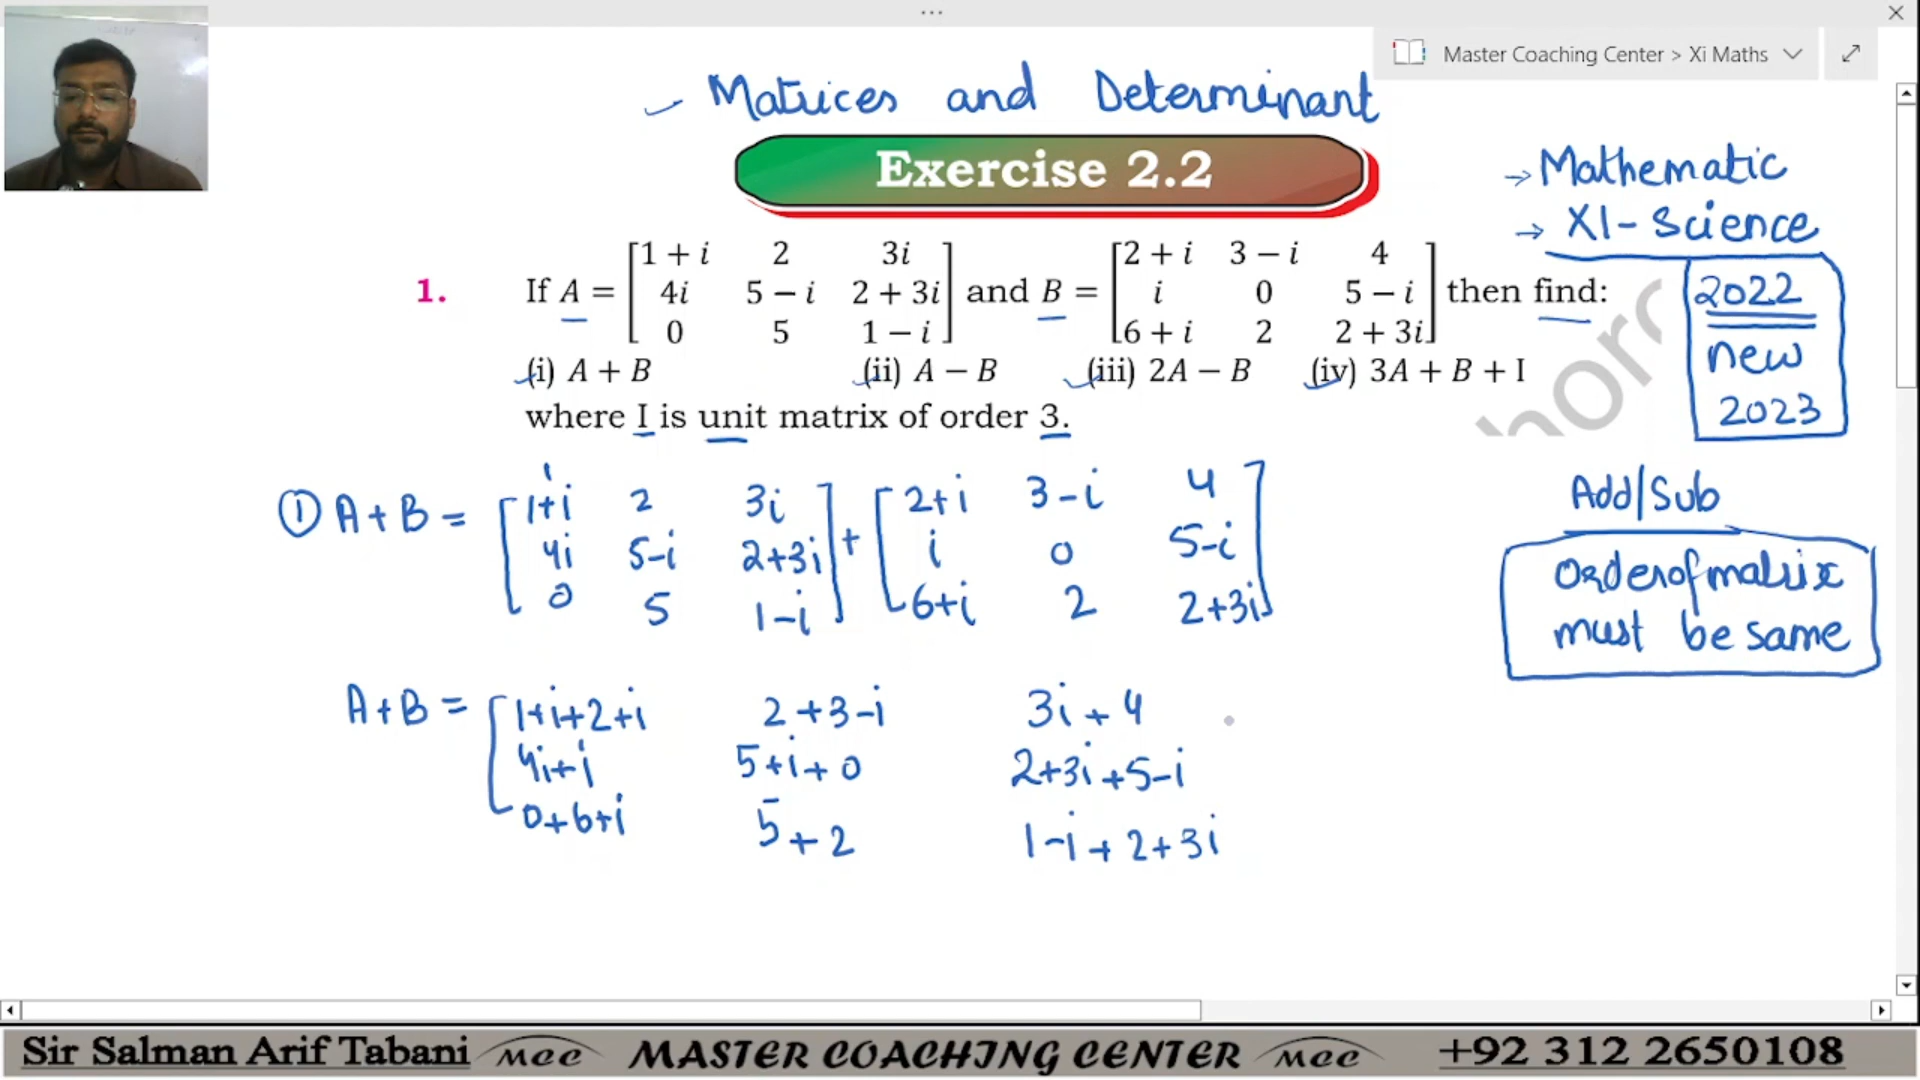 Master Coaching Center > Xi Maths
Matrices and Determinant
Exercise 2.2
→ Mathematic
→ XI-Science
2022
new
2023
1. If A = [1 + i 2 3i
4i 5 − i 2 + 3i
0 5 1 − i] and B = [2 + i 3 − i 4
i 0 5 − i
6 + i 2 2 + 3i] then find:
(i) A + B (ii) A − B (iii) 2A − B (iv) 3A + B + I
where I is unit matrix of order 3.
① A+B = [1+i 2 3i
4i 5-i 2+3i
0 5 1-i] + [2+i 3-i 4
i 0 5-i
6+i 2 2+3i]
Add/Sub
Order of matrix
must be same
A+B = [1+i+2+i 2+3-i 3i+4
4i+i 5+i+0 2+3i+5-i
0+6+i 5+2 1-i+2+3i
Sir Salman Arif Tabani MCC MASTER COACHING CENTER MCC +92 312 2650108